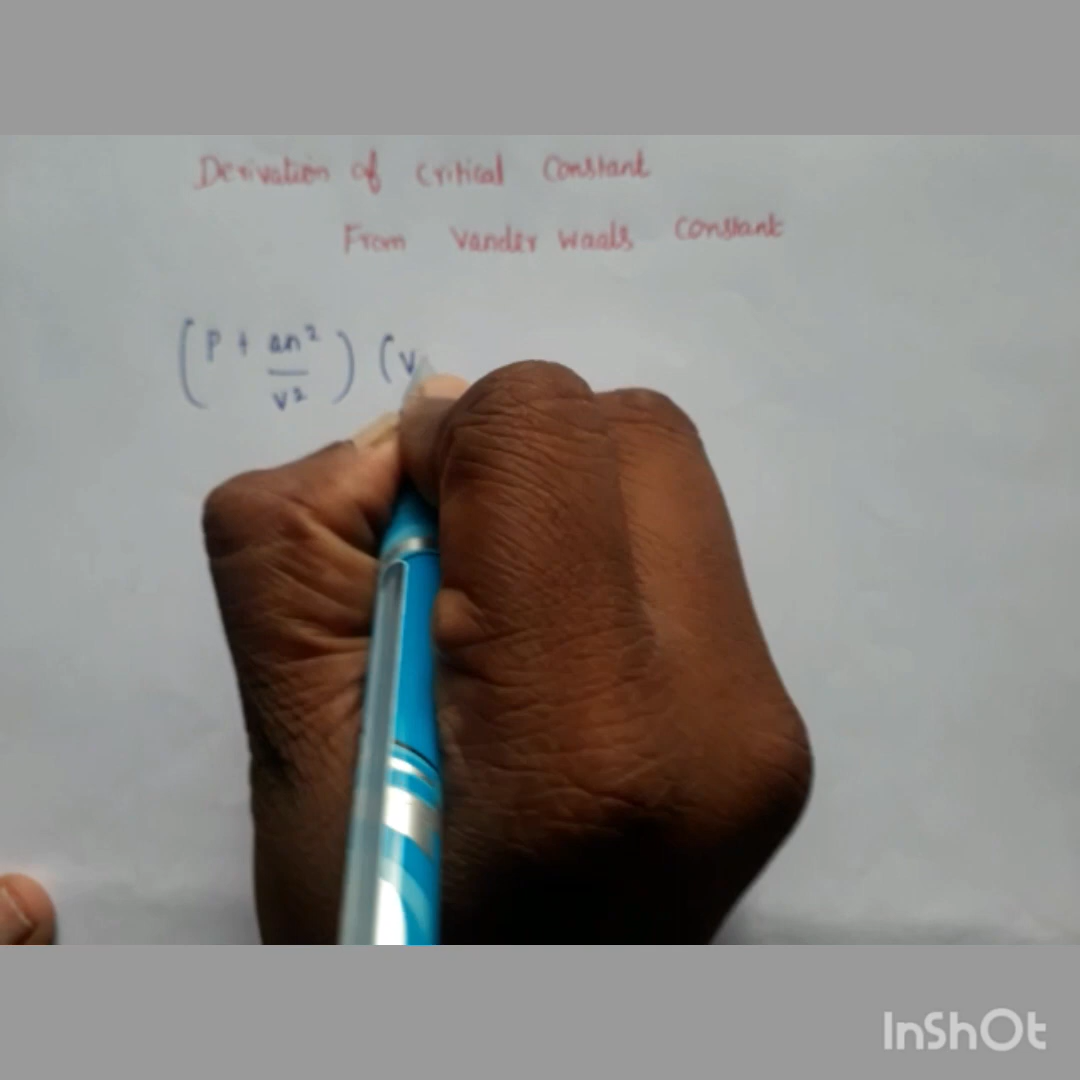 Derivation of Critical Constant
From Vander Waals Constant
(P + an²/v²) (v
InShOt